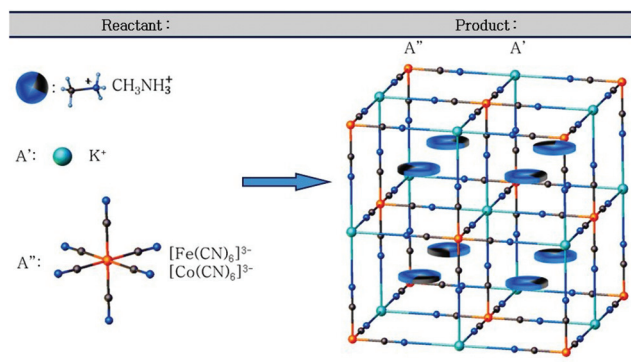 Reactant :
Product :
A" A'
: CH₃NH₃⁺
+
A': K⁺
A": [Fe(CN)₆]³⁻
[Co(CN)₆]³⁻